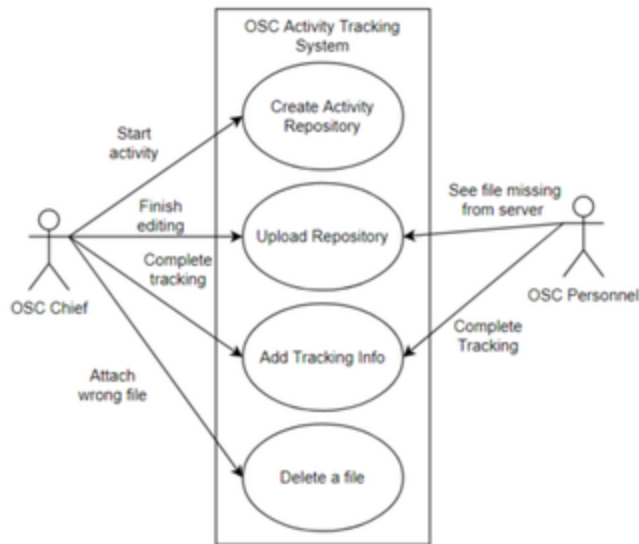 OSC Activity Tracking
System
Create Activity
Repository
Start
activity
Finish
editing
Upload Repository
See file missing
from server
Complete
tracking
OSC Chief
OSC Personnel
Add Tracking Info
Complete
Tracking
Attach
wrong file
Delete a file